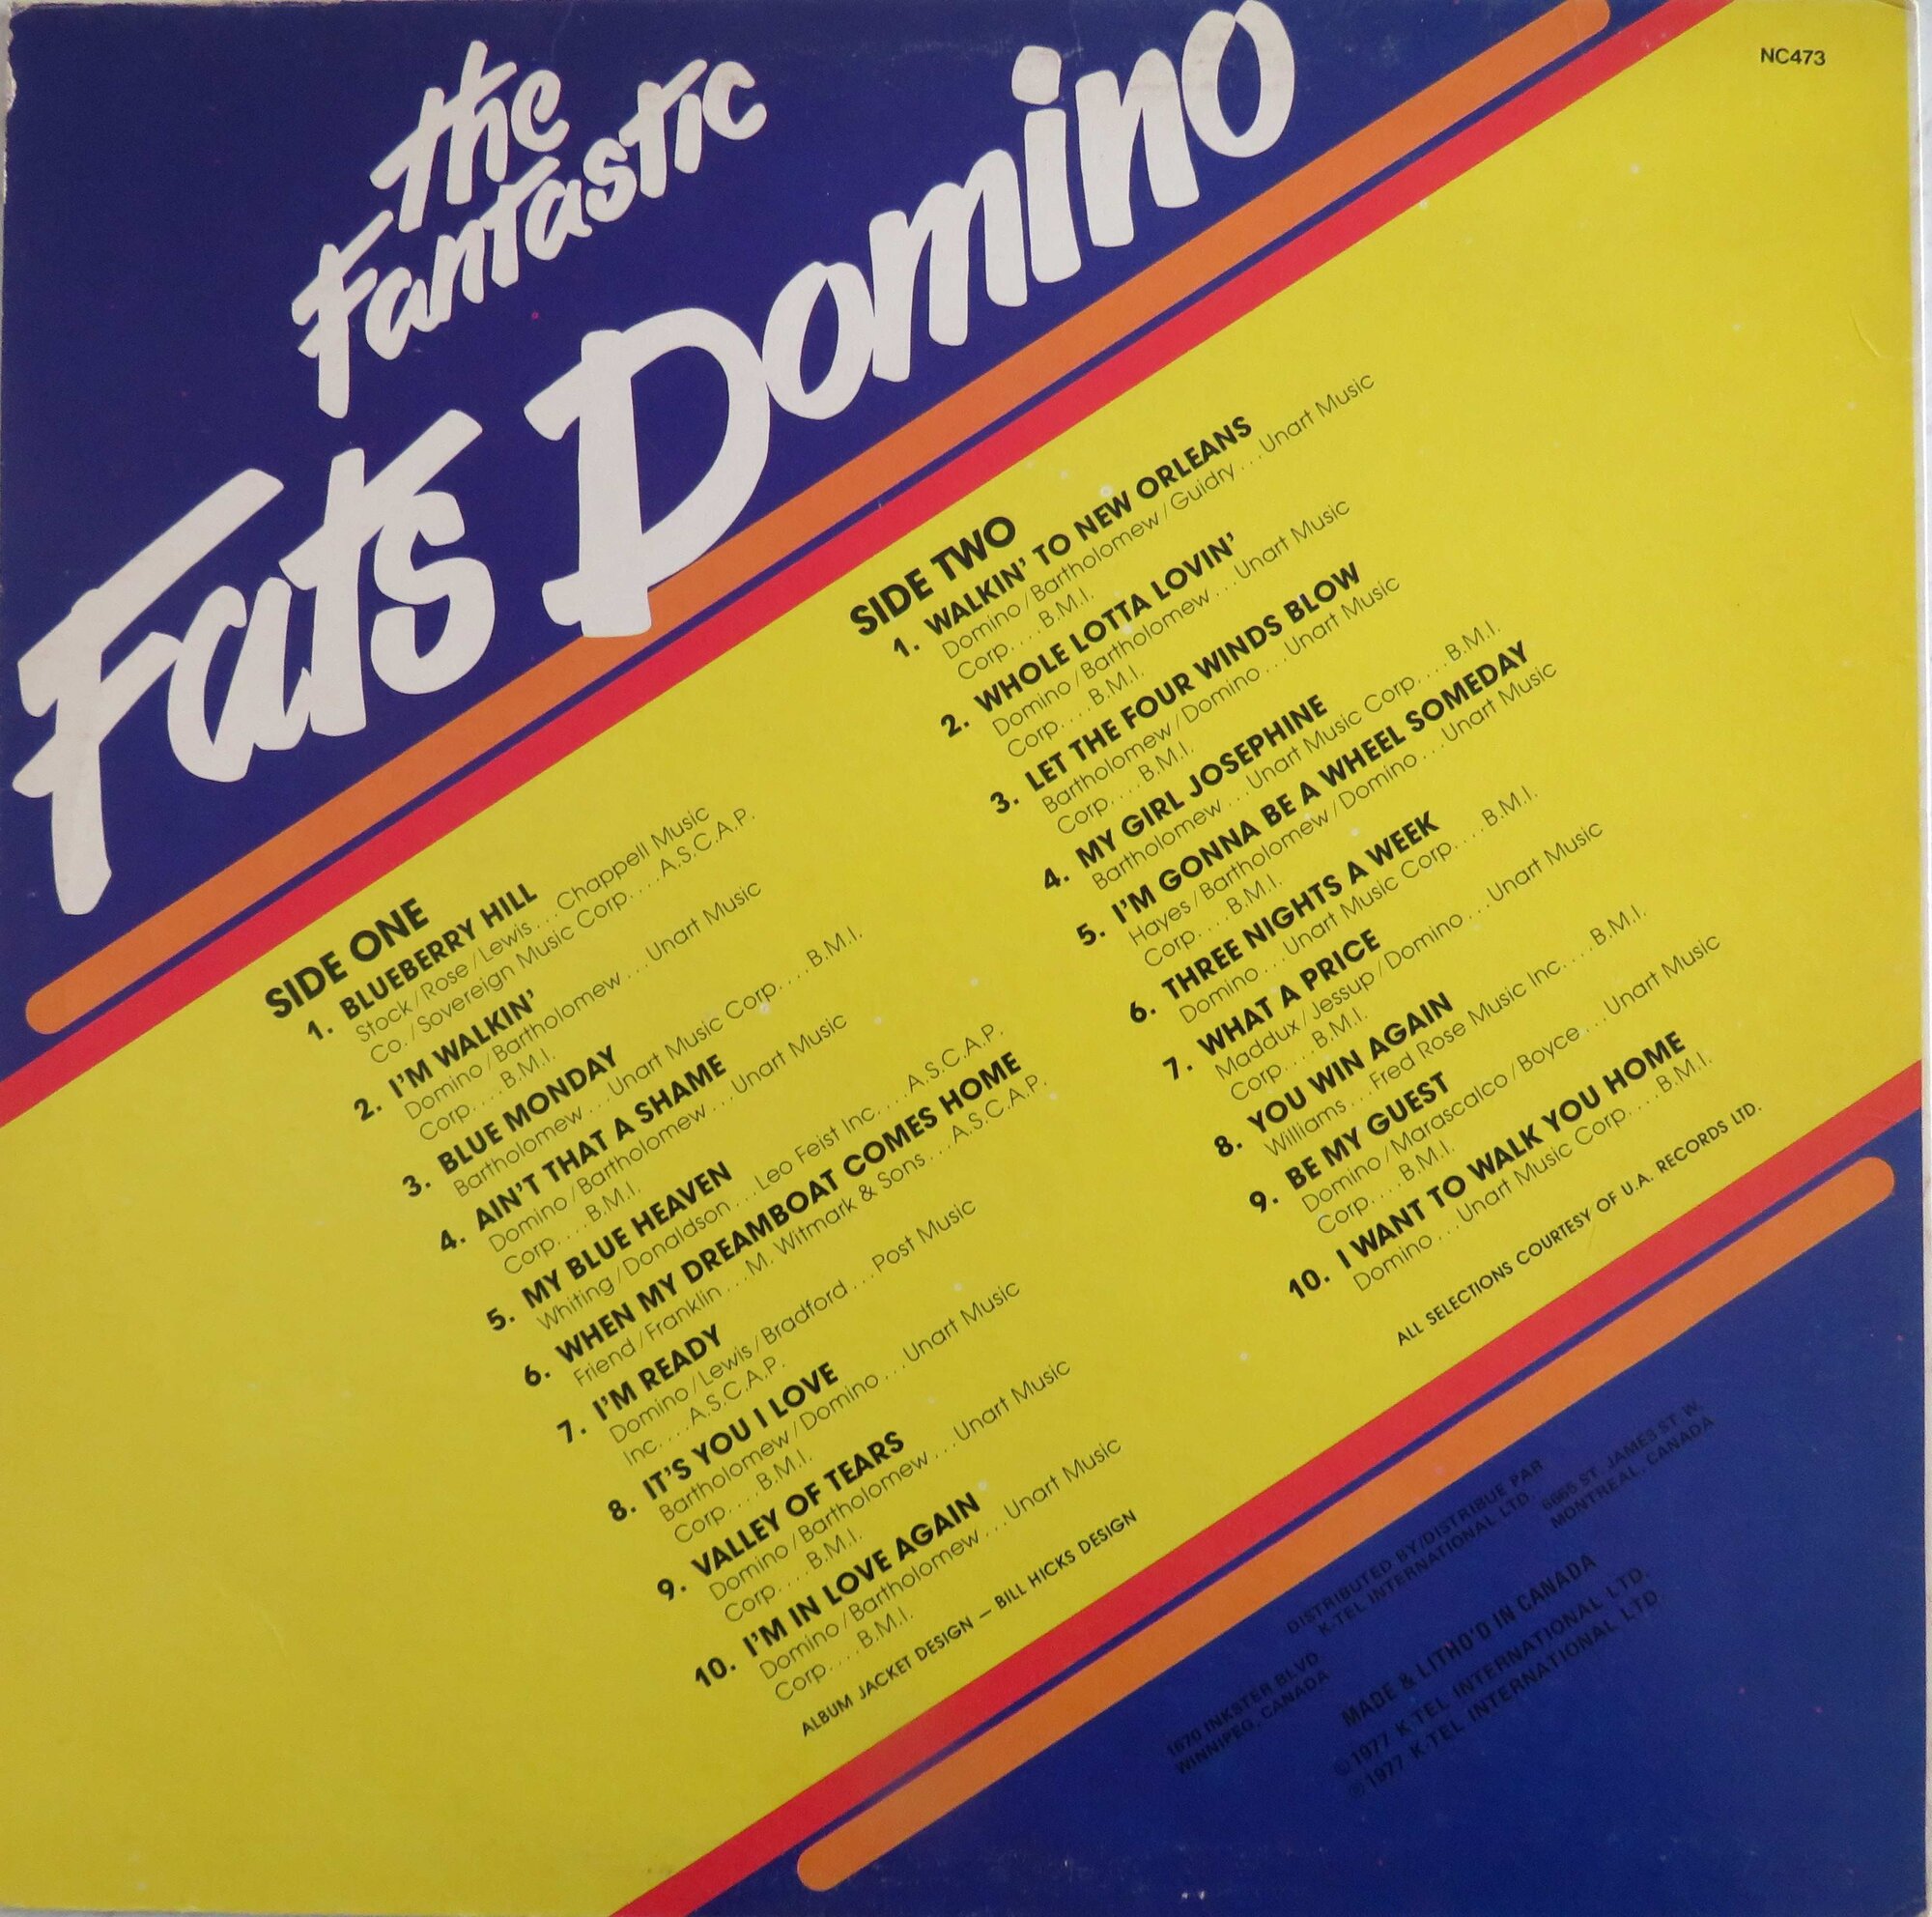 NC473
the
Fantastic
Fats Domino
SIDE ONE
1. BLUEBERRY HILL
Stock/Rose/Lewis...Chappell Music
Co./Sovereign Music Corp....A.S.C.A.P.
2. I'M WALKIN'
Domino/Bartholomew...Unart Music
Corp....B.M.I.
3. BLUE MONDAY
Bartholomew...Unart Music Corp....B.M.I.
4. AIN'T THAT A SHAME
Domino/Bartholomew...Unart Music
Corp....B.M.I.
5. MY BLUE HEAVEN
Whiting/Donaldson...Leo Feist Inc....A.S.C.A.P.
6. WHEN MY DREAMBOAT COMES HOME
Friend/Franklin...M. Witmark & Sons...A.S.C.A.P.
7. I'M READY
Domino/Lewis/Bradford...Post Music
Inc....A.S.C.A.P.
8. IT'S YOU I LOVE
Bartholomew/Domino...Unart Music
Corp....B.M.I.
9. VALLEY OF TEARS
Domino/Bartholomew...Unart Music
Corp....B.M.I.
10. I'M IN LOVE AGAIN
Domino/Bartholomew...Unart Music
Corp....B.M.I.
ALBUM JACKET DESIGN — BILL HICKS DESIGN
SIDE TWO
1. WALKIN' TO NEW ORLEANS
Domino/Bartholomew/Guidry...Unart Music
Corp....B.M.I.
2. WHOLE LOTTA LOVIN'
Domino/Bartholomew...Unart Music
Corp....B.M.I.
3. LET THE FOUR WINDS BLOW
Bartholomew/Domino...Unart Music
Corp....B.M.I.
4. MY GIRL JOSEPHINE
Bartholomew...Unart Music Corp....B.M.I.
5. I'M GONNA BE A WHEEL SOMEDAY
Hayes/Bartholomew/Domino...Unart Music
Corp....B.M.I.
6. THREE NIGHTS A WEEK
Domino...Unart Music Corp....B.M.I.
7. WHAT A PRICE
Maddux/Jessup/Domino...Unart Music
Corp....B.M.I.
8. YOU WIN AGAIN
Williams...Fred Rose Music Inc....B.M.I.
9. BE MY GUEST
Domino/Marascalco/Boyce...Unart Music
Corp....B.M.I.
10. I WANT TO WALK YOU HOME
Domino...Unart Music Corp....B.M.I.
ALL SELECTIONS COURTESY OF U.A. RECORDS LTD.
DISTRIBUTED BY/DISTRIBUE PAR
K-TEL INTERNATIONAL LTD.
1670 INKSTER BLVD.
WINNIPEG, CANADA
6865 ST. JAMES ST. W.
MONTREAL, CANADA
MADE & LITHO'D IN CANADA
© 1977 K-TEL INTERNATIONAL LTD.
℗ 1977 K-TEL INTERNATIONAL LTD